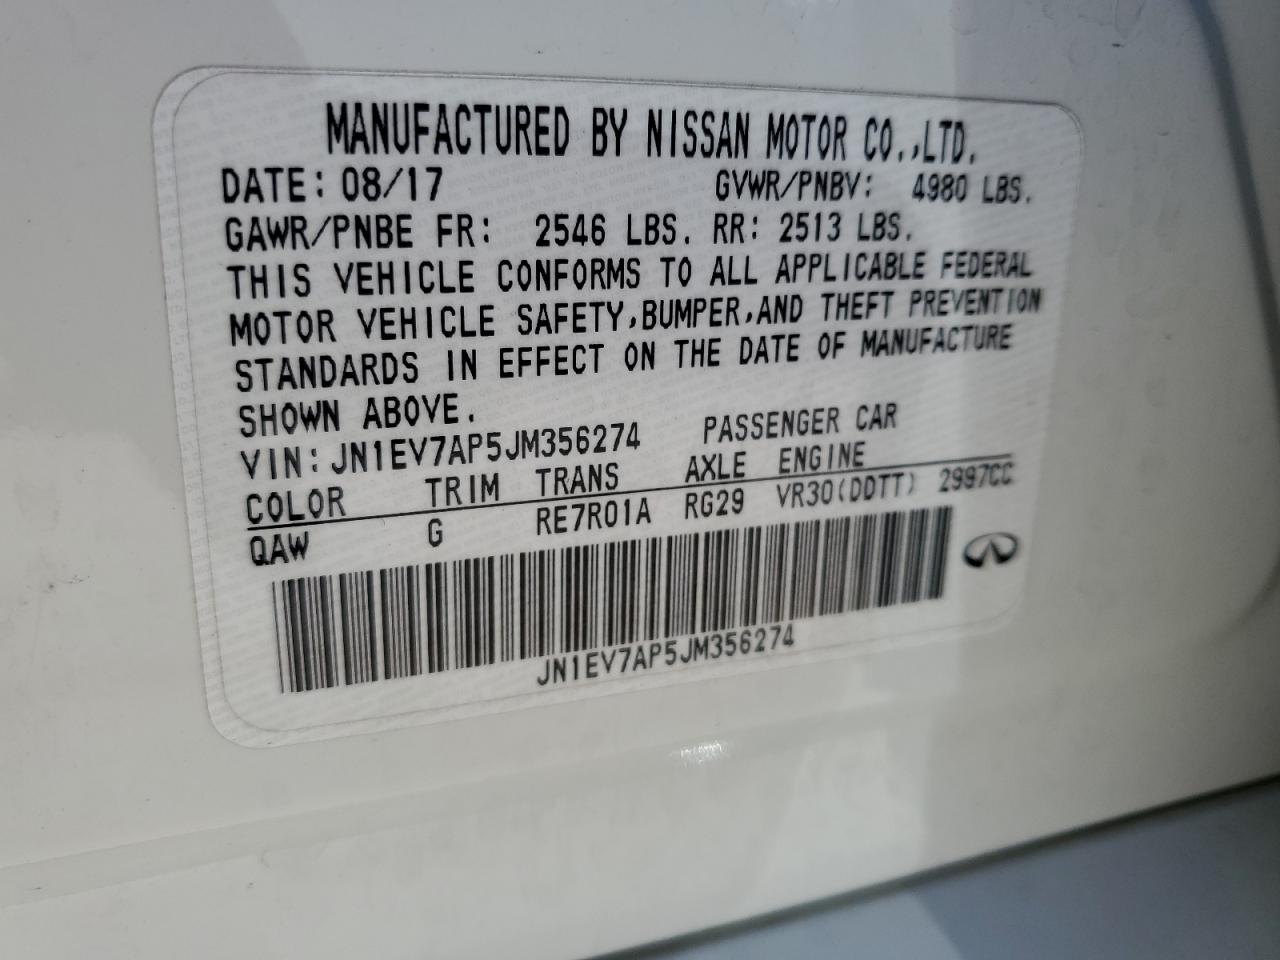 MANUFACTURED BY NISSAN MOTOR CO.,LTD.
DATE: 08/17 GVWR/PNBV: 4980 LBS.
GAWR/PNBE FR: 2546 LBS. RR: 2513 LBS.
THIS VEHICLE CONFORMS TO ALL APPLICABLE FEDERAL
MOTOR VEHICLE SAFETY,BUMPER,AND THEFT PREVENTION
STANDARDS IN EFFECT ON THE DATE OF MANUFACTURE
SHOWN ABOVE.
VIN: JN1EV7AP5JM356274 PASSENGER CAR
COLOR TRIM TRANS AXLE ENGINE
QAW G RE7R01A RG29 VR30(DDTT) 2997CC
JN1EV7AP5JM356274